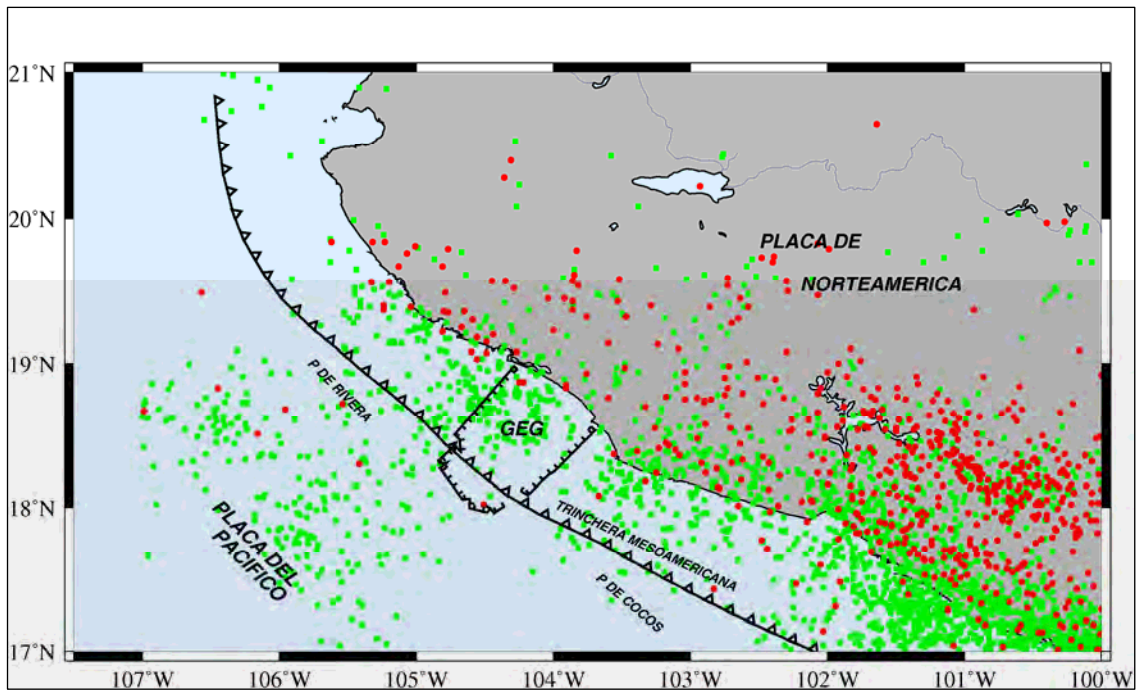 21°N
20°N
19°N
18°N
17°N
PLACA DE
NORTEAMERICA
P DE RIVERA
GEG
PLACA DEL
PACIFICO
TRINCHERA MESOAMERICANA
P DE COCOS
107°W
106°W
105°W
104°W
103°W
102°W
101°W
100°W